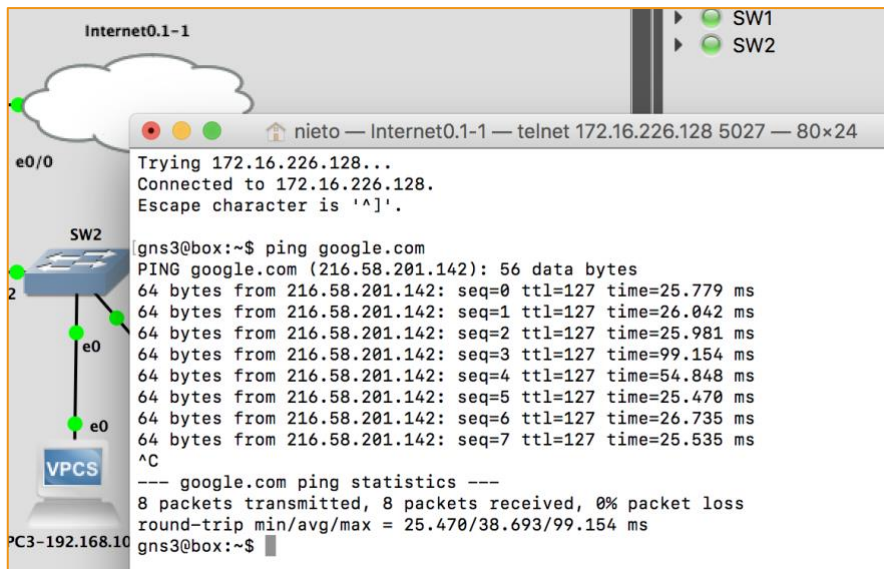 Internet0.1-1
SW1
SW2
nieto — Internet0.1-1 — telnet 172.16.226.128 5027 — 80×24
e0/0
SW2
2
e0
e0
VPCS
PC3-192.168.10
Trying 172.16.226.128...
Connected to 172.16.226.128.
Escape character is '^]'.
[gns3@box:~$ ping google.com
PING google.com (216.58.201.142): 56 data bytes
64 bytes from 216.58.201.142: seq=0 ttl=127 time=25.779 ms
64 bytes from 216.58.201.142: seq=1 ttl=127 time=26.042 ms
64 bytes from 216.58.201.142: seq=2 ttl=127 time=25.981 ms
64 bytes from 216.58.201.142: seq=3 ttl=127 time=99.154 ms
64 bytes from 216.58.201.142: seq=4 ttl=127 time=54.848 ms
64 bytes from 216.58.201.142: seq=5 ttl=127 time=25.470 ms
64 bytes from 216.58.201.142: seq=6 ttl=127 time=26.735 ms
64 bytes from 216.58.201.142: seq=7 ttl=127 time=25.535 ms
^C
--- google.com ping statistics ---
8 packets transmitted, 8 packets received, 0% packet loss
round-trip min/avg/max = 25.470/38.693/99.154 ms
gns3@box:~$